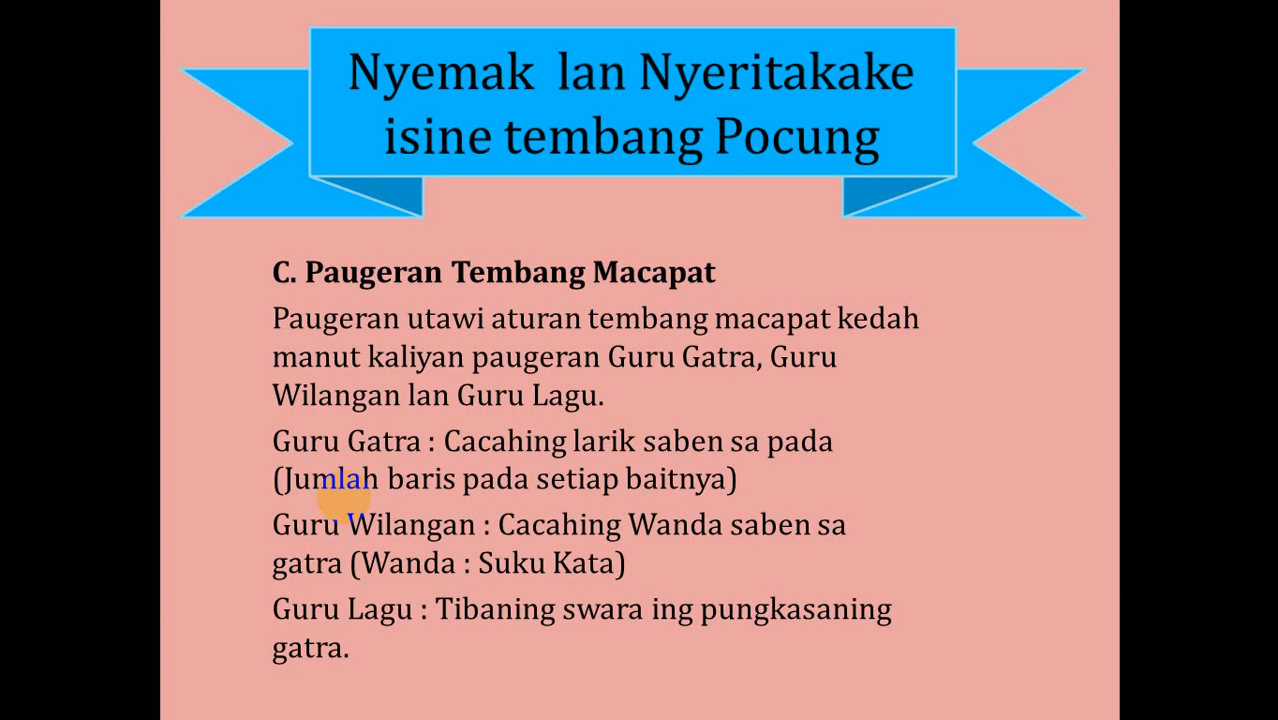 Nyemak lan Nyeritakake
isine tembang Pocung
C. Paugeran Tembang Macapat
Paugeran utawi aturan tembang macapat kedah
manut kaliyan paugeran Guru Gatra, Guru
Wilangan lan Guru Lagu.
Guru Gatra : Cacahing larik saben sa pada
(Jumlah baris pada setiap baitnya)
Guru Wilangan : Cacahing Wanda saben sa
gatra (Wanda : Suku Kata)
Guru Lagu : Tibaning swara ing pungkasaning
gatra.